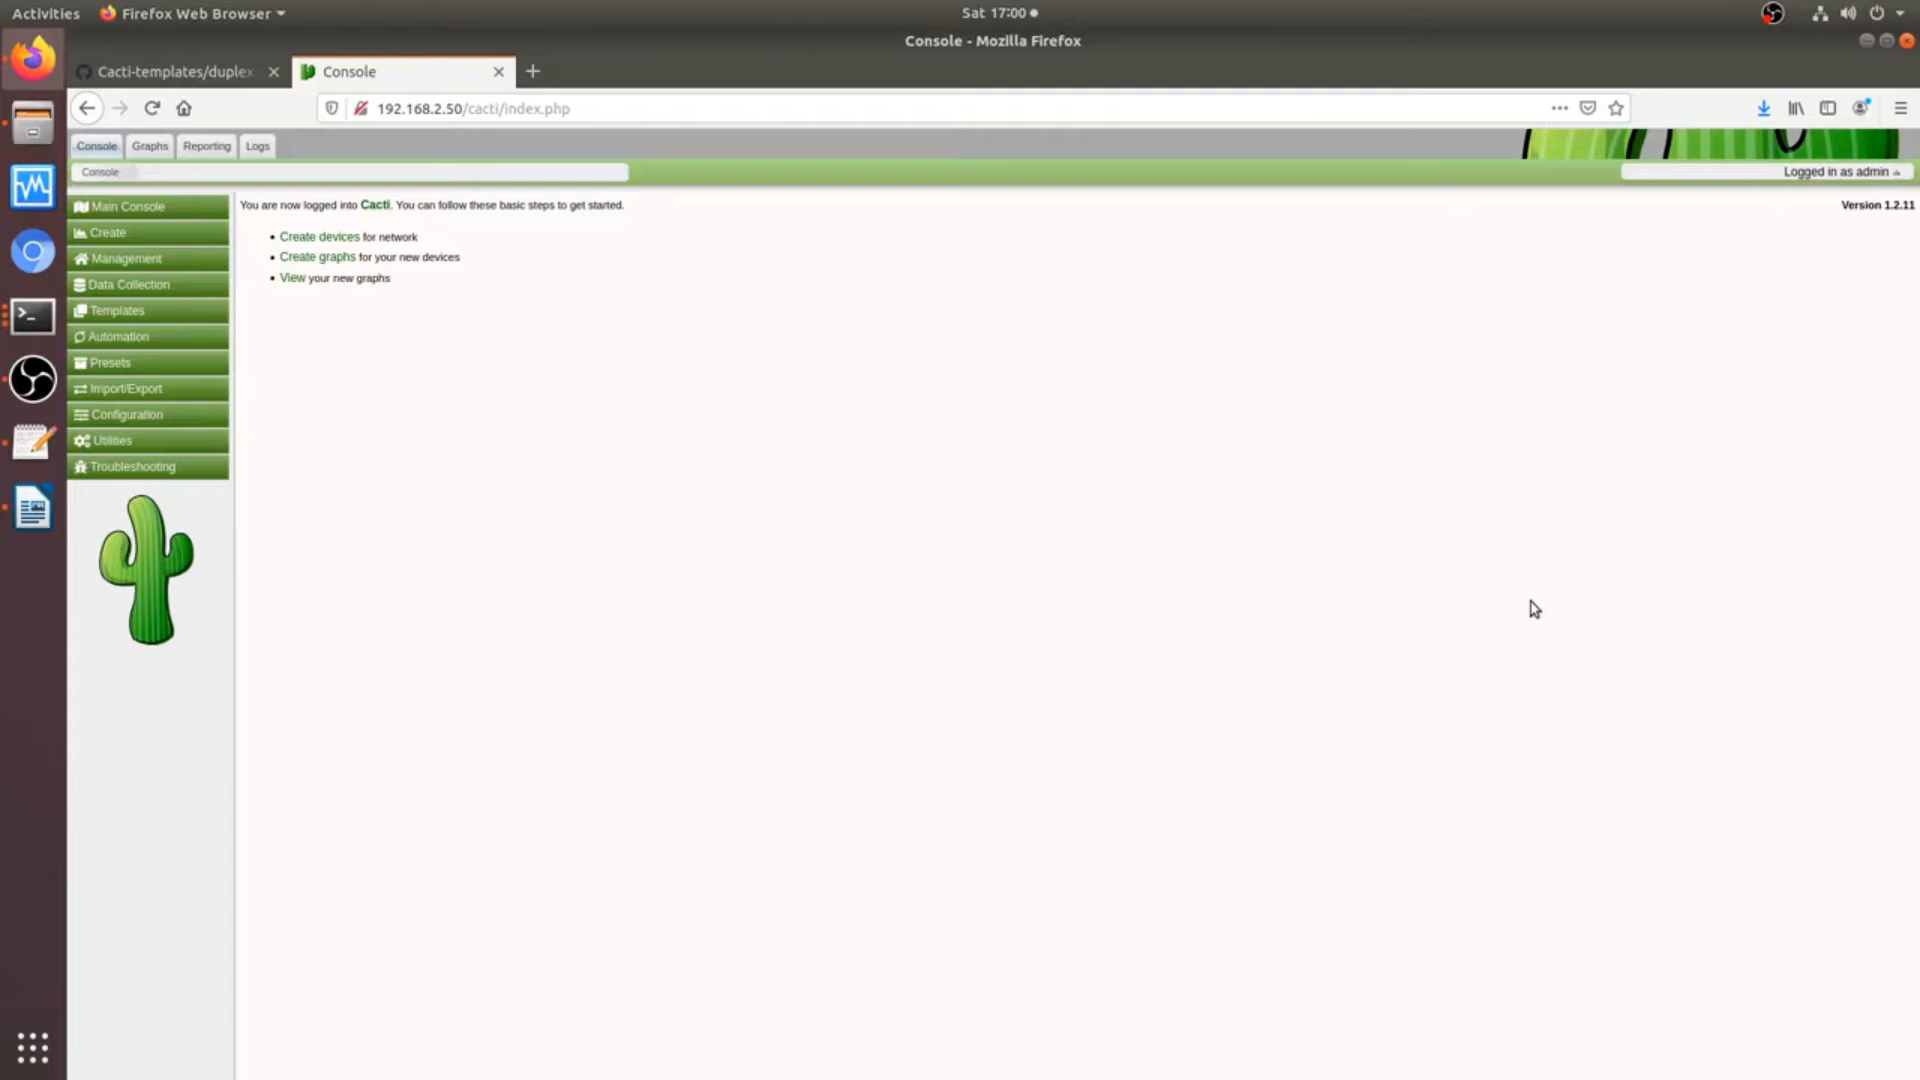 Activities
Firefox Web Browser
Sat 17:00
Console - Mozilla Firefox
Cacti-templates/duplex
Console
192.168.2.50/cacti/index.php
Console
Graphs
Reporting
Logs
Console
Logged in as admin
Main Console
Create
Management
Data Collection
Templates
Automation
Presets
Import/Export
Configuration
Utilities
Troubleshooting
You are now logged into Cacti. You can follow these basic steps to get started.
Version 1.2.11
• Create devices for network
• Create graphs for your new devices
• View your new graphs